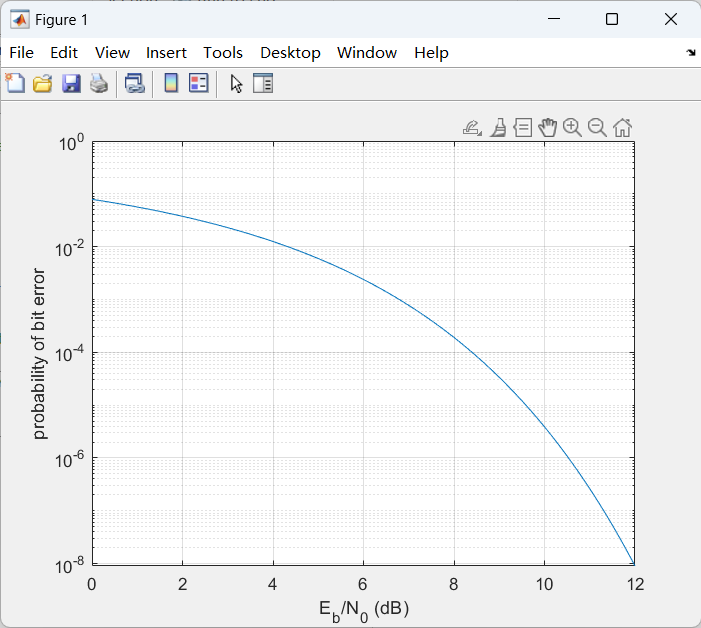 Figure 1
File Edit View Insert Tools Desktop Window Help
10^0
10^-2
10^-4
10^-6
10^-8
probability of bit error
0 2 4 6 8 10 12
E_b/N_0 (dB)